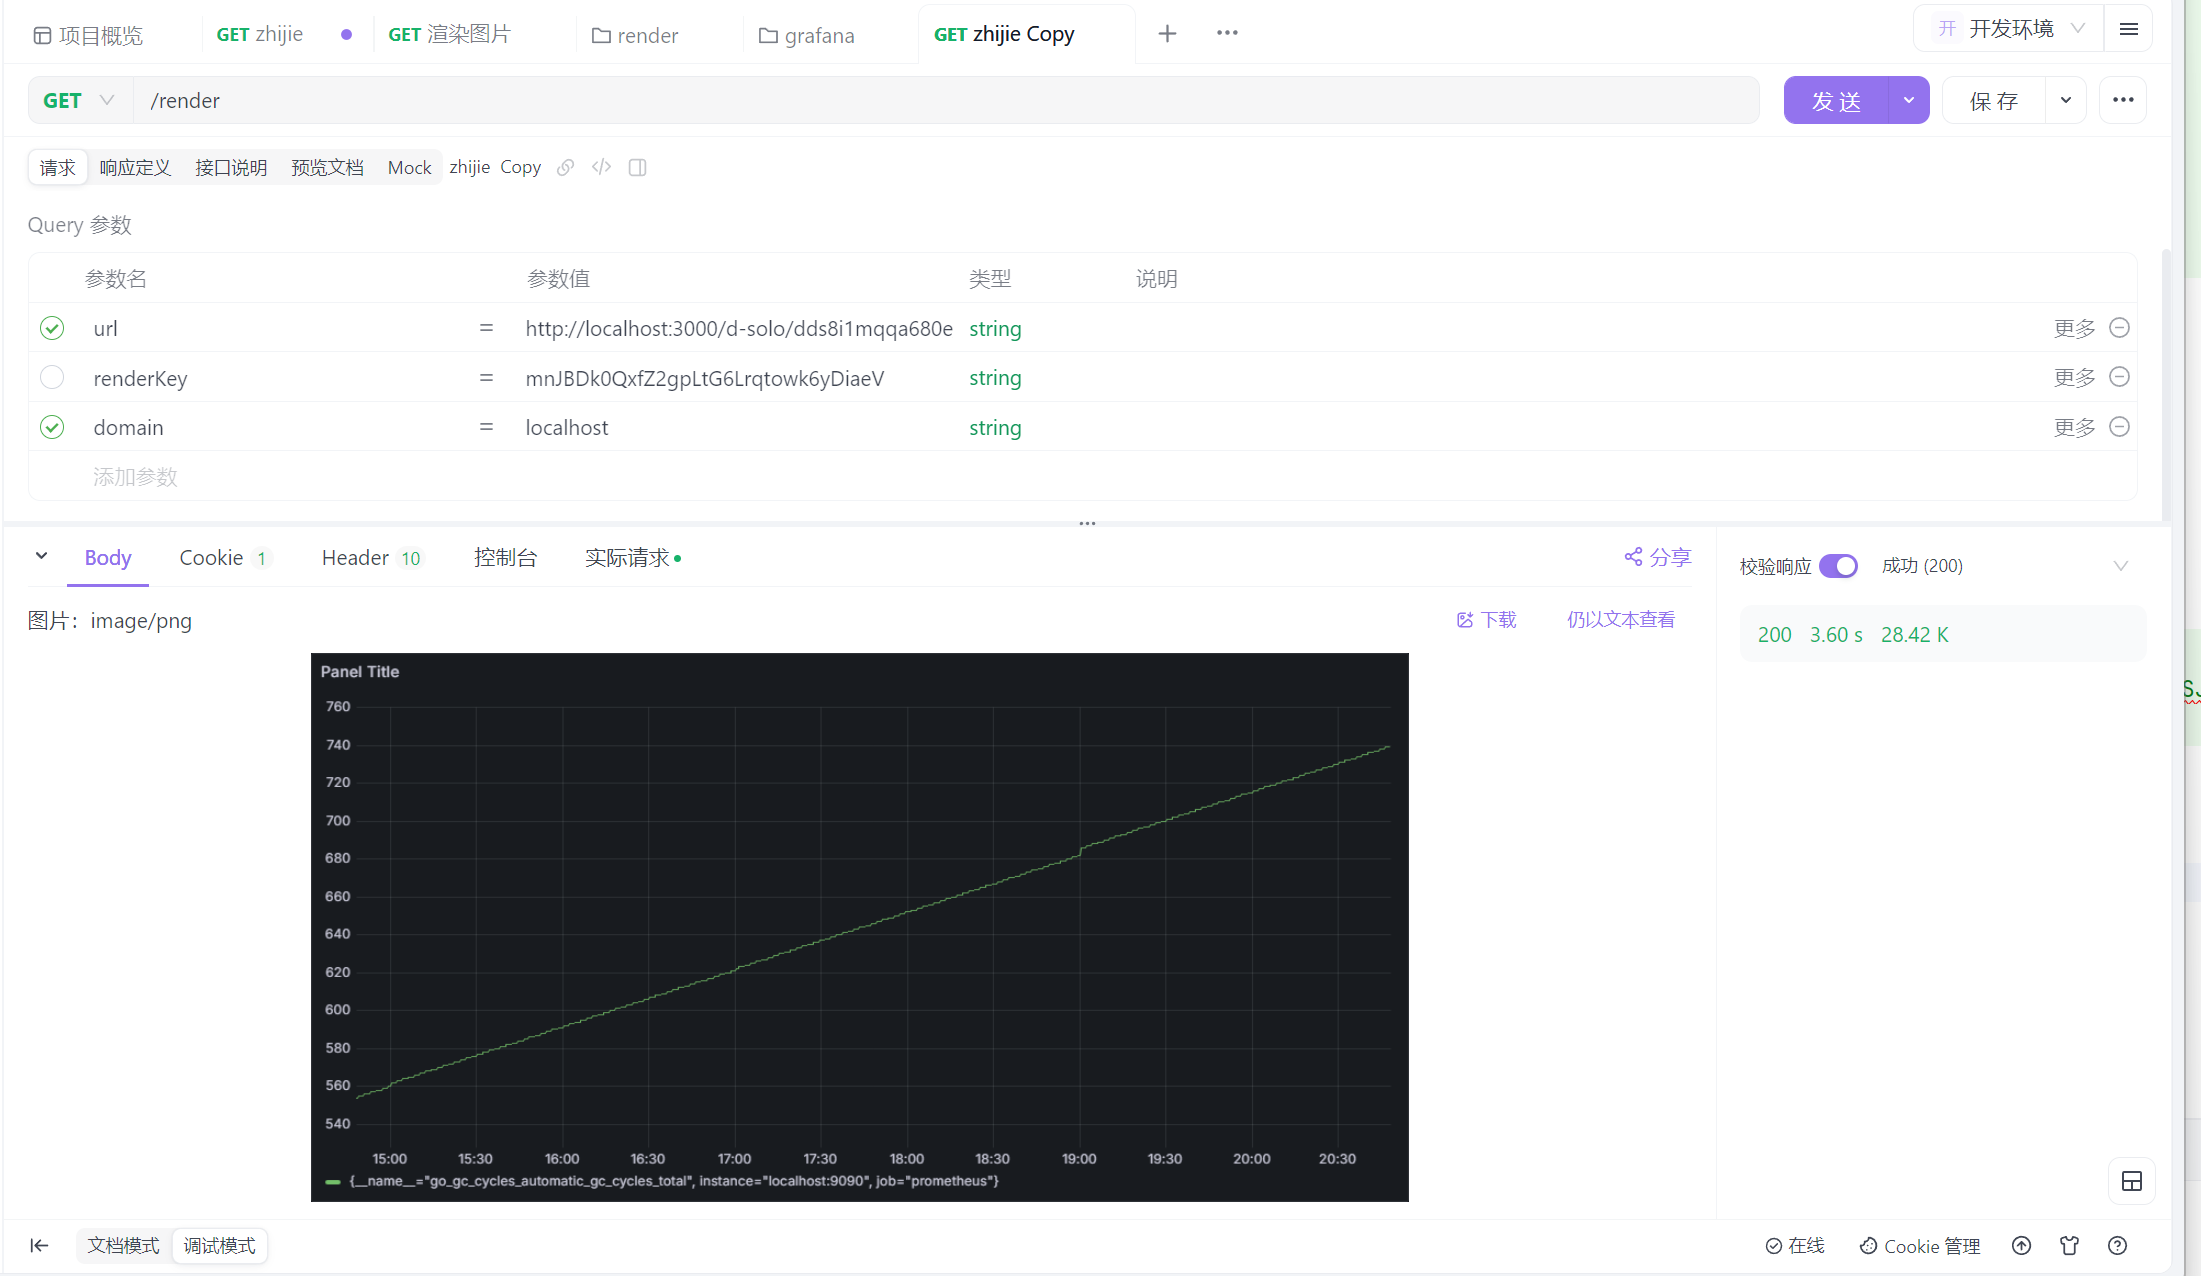 项目概览 GET zhijie GET 渲染图片 render grafana GET zhijie Copy 开 开发环境
GET /render 发 送 保 存
请求 响应定义 接口说明 预览文档 Mock zhijie Copy
Query 参数
参数名 参数值 类型 说明
url = http://localhost:3000/d-solo/dds8i1mqqa680e string 更多
renderKey = mnJBDk0QxfZ2gpLtG6Lrqtowk6yDiaeV string 更多
domain = localhost string 更多
添加参数
Body Cookie 1 Header 10 控制台 实际请求 分享 校验响应 成功 (200)
图片： image/png 下载 仍以文本查看
200 3.60 s 28.42 K
Panel Title
760
740
720
700
680
660
640
620
600
580
560
540
15:00 15:30 16:00 16:30 17:00 17:30 18:00 18:30 19:00 19:30 20:00 20:30
{__name__="go_gc_cycles_automatic_gc_cycles_total", instance="localhost:9090", job="prometheus"}
文档模式 调试模式 在线 Cookie 管理